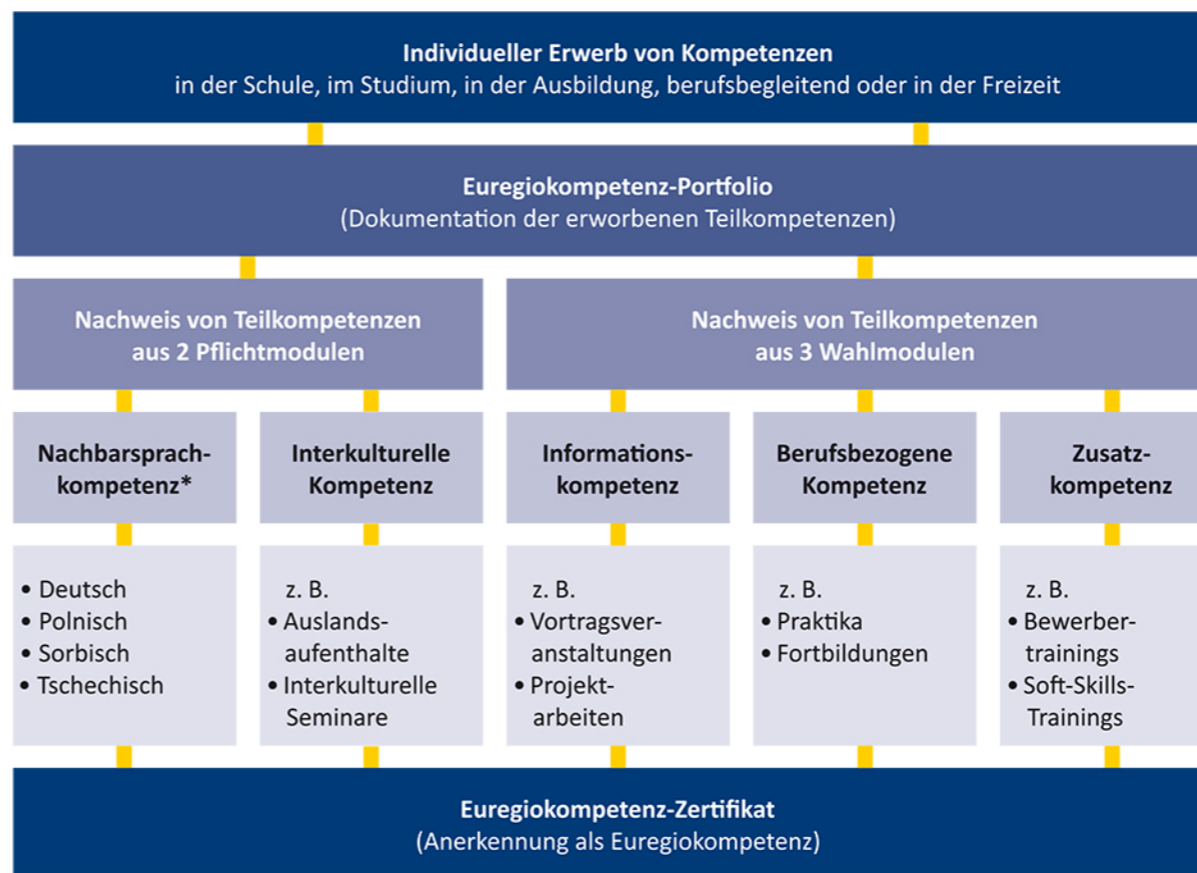 Individueller Erwerb von Kompetenzen
in der Schule, im Studium, in der Ausbildung, berufsbegleitend oder in der Freizeit
Euregiokompetenz-Portfolio
(Dokumentation der erworbenen Teilkompetenzen)
Nachweis von Teilkompetenzen
aus 2 Pflichtmodulen
Nachweis von Teilkompetenzen
aus 3 Wahlmodulen
Nachbarsprach-
kompetenz*
Interkulturelle
Kompetenz
Informations-
kompetenz
Berufsbezogene
Kompetenz
Zusatz-
kompetenz
• Deutsch
• Polnisch
• Sorbisch
• Tschechisch
z. B.
• Auslands-
aufenthalte
• Interkulturelle
Seminare
z. B.
• Vortragsver-
anstaltungen
• Projekt-
arbeiten
z. B.
• Praktika
• Fortbildungen
z. B.
• Bewerber-
trainings
• Soft-Skills-
Trainings
Euregiokompetenz-Zertifikat
(Anerkennung als Euregiokompetenz)